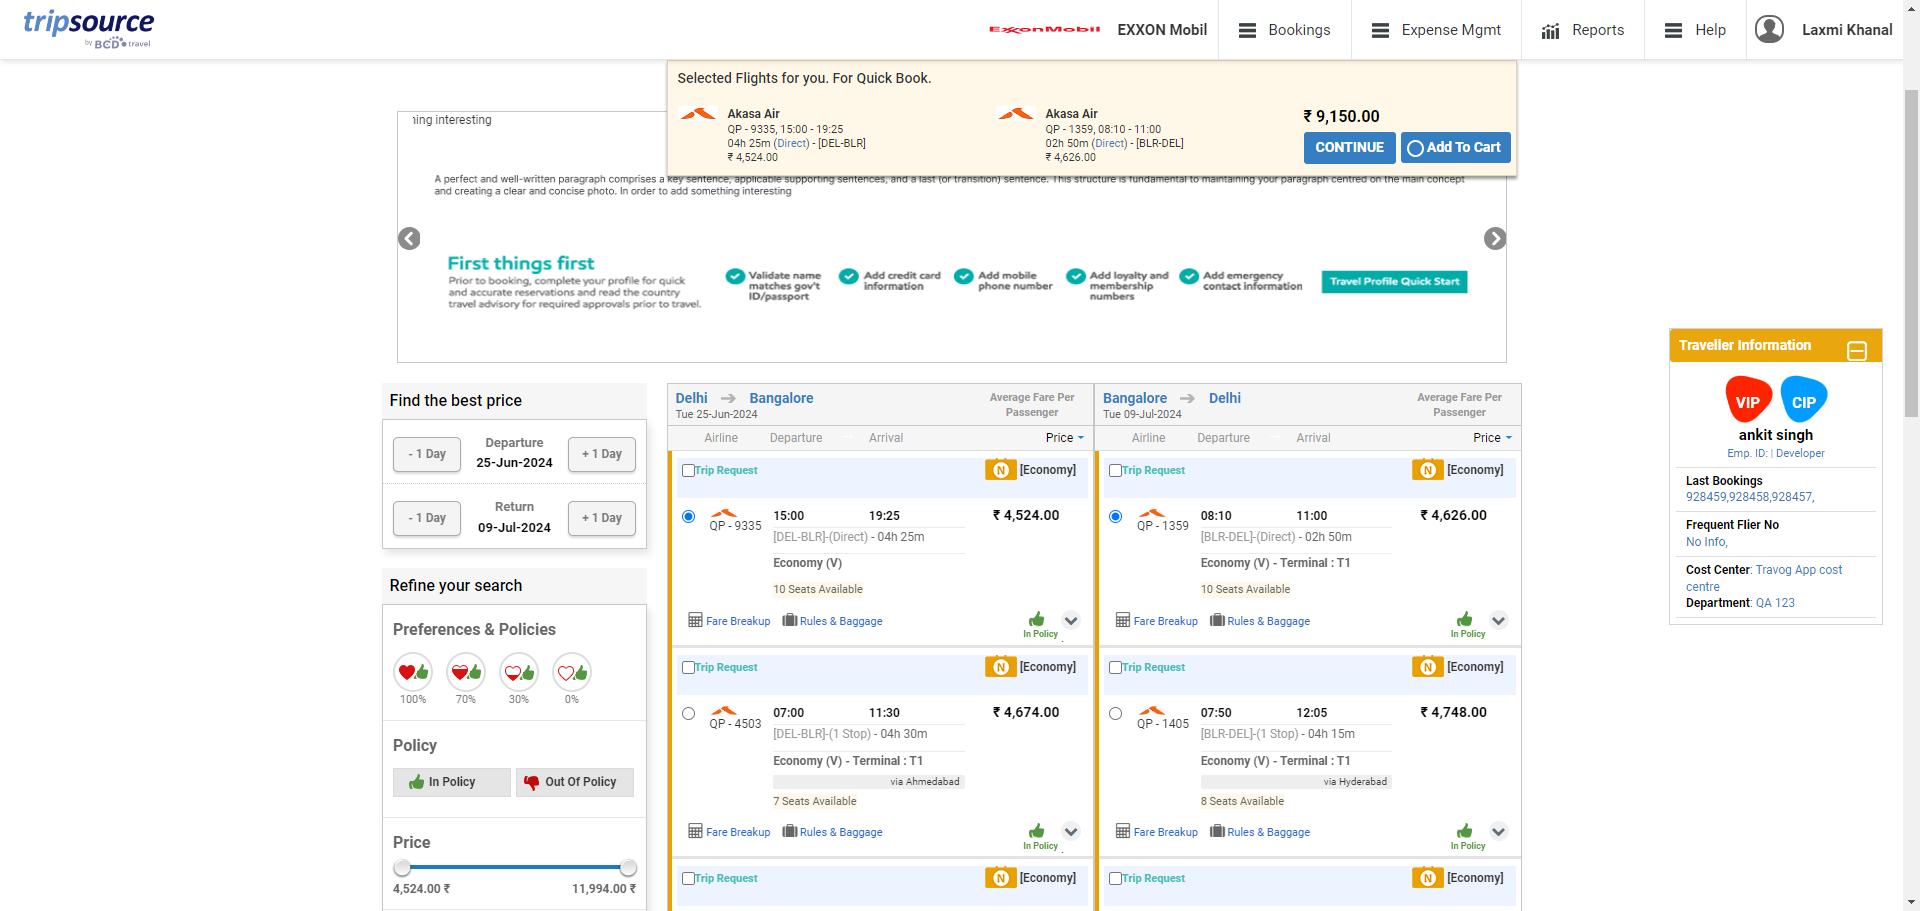 tripsource
by BCD travel
ExxonMobil
EXXON Mobil
Bookings
Expense Mgmt
Reports
Help
Laxmi Khanal
Selected Flights for you. For Quick Book.
Akasa Air
QP - 9335, 15:00 - 19:25
04h 25m (Direct) - [DEL-BLR]
₹ 4,524.00
Akasa Air
QP - 1359, 08:10 - 11:00
02h 50m (Direct) - [BLR-DEL]
₹ 4,626.00
₹ 9,150.00
CONTINUE
Add To Cart
ning interesting
A perfect and well-written paragraph comprises a key sentence, applicable supporting sentences, and a last (or transition) sentence. This structure is fundamental to maintaining your paragraph centred on the main concept
and creating a clear and concise photo. In order to add something interesting
First things first
Prior to booking, complete your profile for quick
and accurate reservations and read the country
travel advisory for required approvals prior to travel.
Validate name
matches gov't
ID/passport
Add credit card
information
Add mobile
phone number
Add loyalty and
membership
numbers
Add emergency
contact information
Travel Profile Quick Start
Traveller Information
VIP
CIP
ankit singh
Emp. ID: | Developer
Last Bookings
928459,928458,928457,
Frequent Flier No
No Info,
Cost Center: Travog App cost
centre
Department: QA 123
Find the best price
- 1 Day
Departure
25-Jun-2024
+ 1 Day
- 1 Day
Return
09-Jul-2024
+ 1 Day
Refine your search
Preferences & Policies
100%
70%
30%
0%
Policy
In Policy
Out Of Policy
Price
4,524.00 ₹
11,994.00 ₹
Delhi
Bangalore
Tue 25-Jun-2024
Average Fare Per
Passenger
Airline
Departure
Arrival
Price
Trip Request
N
[Economy]
QP - 9335
15:00
19:25
₹ 4,524.00
[DEL-BLR]-(Direct) - 04h 25m
Economy (V)
10 Seats Available
Fare Breakup
Rules & Baggage
In Policy
Trip Request
N
[Economy]
QP - 4503
07:00
11:30
₹ 4,674.00
[DEL-BLR]-(1 Stop) - 04h 30m
Economy (V) - Terminal : T1
via Ahmedabad
7 Seats Available
Fare Breakup
Rules & Baggage
In Policy
Trip Request
N
[Economy]
Bangalore
Delhi
Tue 09-Jul-2024
Average Fare Per
Passenger
Airline
Departure
Arrival
Price
Trip Request
N
[Economy]
QP - 1359
08:10
11:00
₹ 4,626.00
[BLR-DEL]-(Direct) - 02h 50m
Economy (V) - Terminal : T1
10 Seats Available
Fare Breakup
Rules & Baggage
In Policy
Trip Request
N
[Economy]
QP - 1405
07:50
12:05
₹ 4,748.00
[BLR-DEL]-(1 Stop) - 04h 15m
Economy (V) - Terminal : T1
via Hyderabad
8 Seats Available
Fare Breakup
Rules & Baggage
In Policy
Trip Request
N
[Economy]